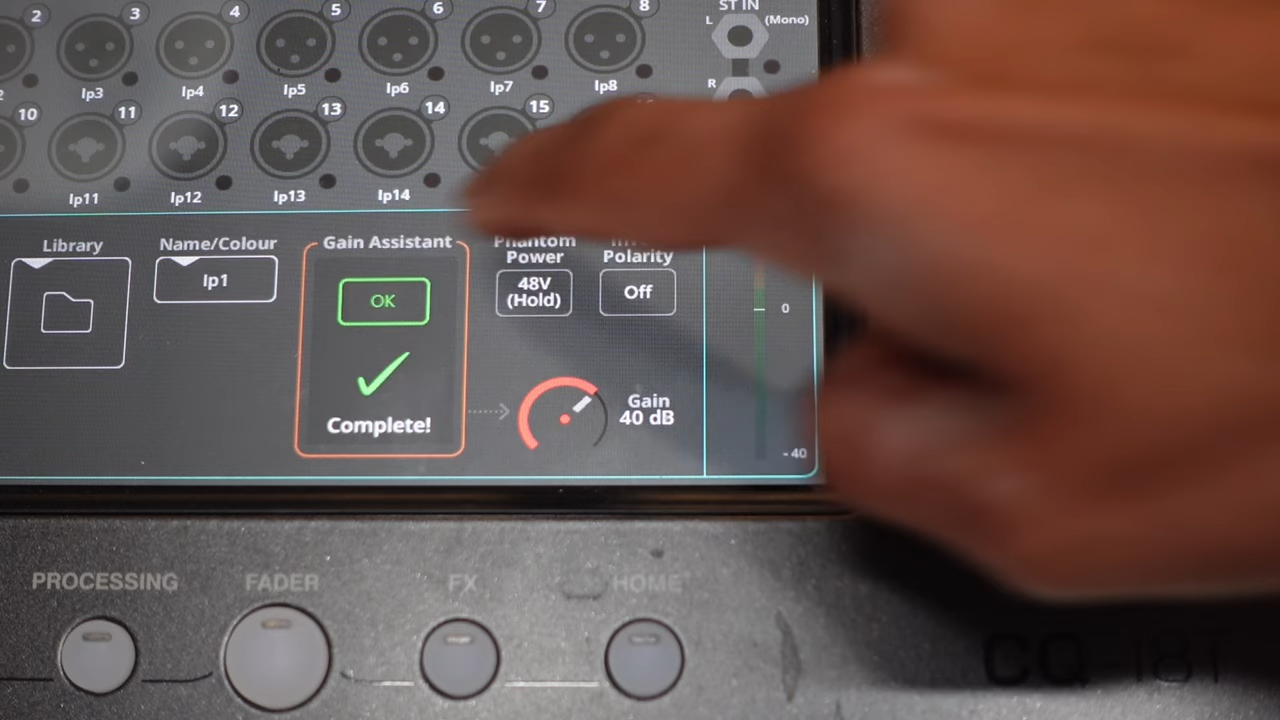 2 3 4 5 6 7 8 ST IN
L (Mono)
Ip3 Ip4 Ip5 Ip6 Ip7 Ip8 R
10 11 12 13 14 15
Ip11 Ip12 Ip13 Ip14
Library Name/Colour Gain Assistant Phantom
Power Polarity
Ip1 OK 48V
(Hold) Off 0
Complete! Gain
40 dB
-40
PROCESSING FADER FX HOME
CQ-18T